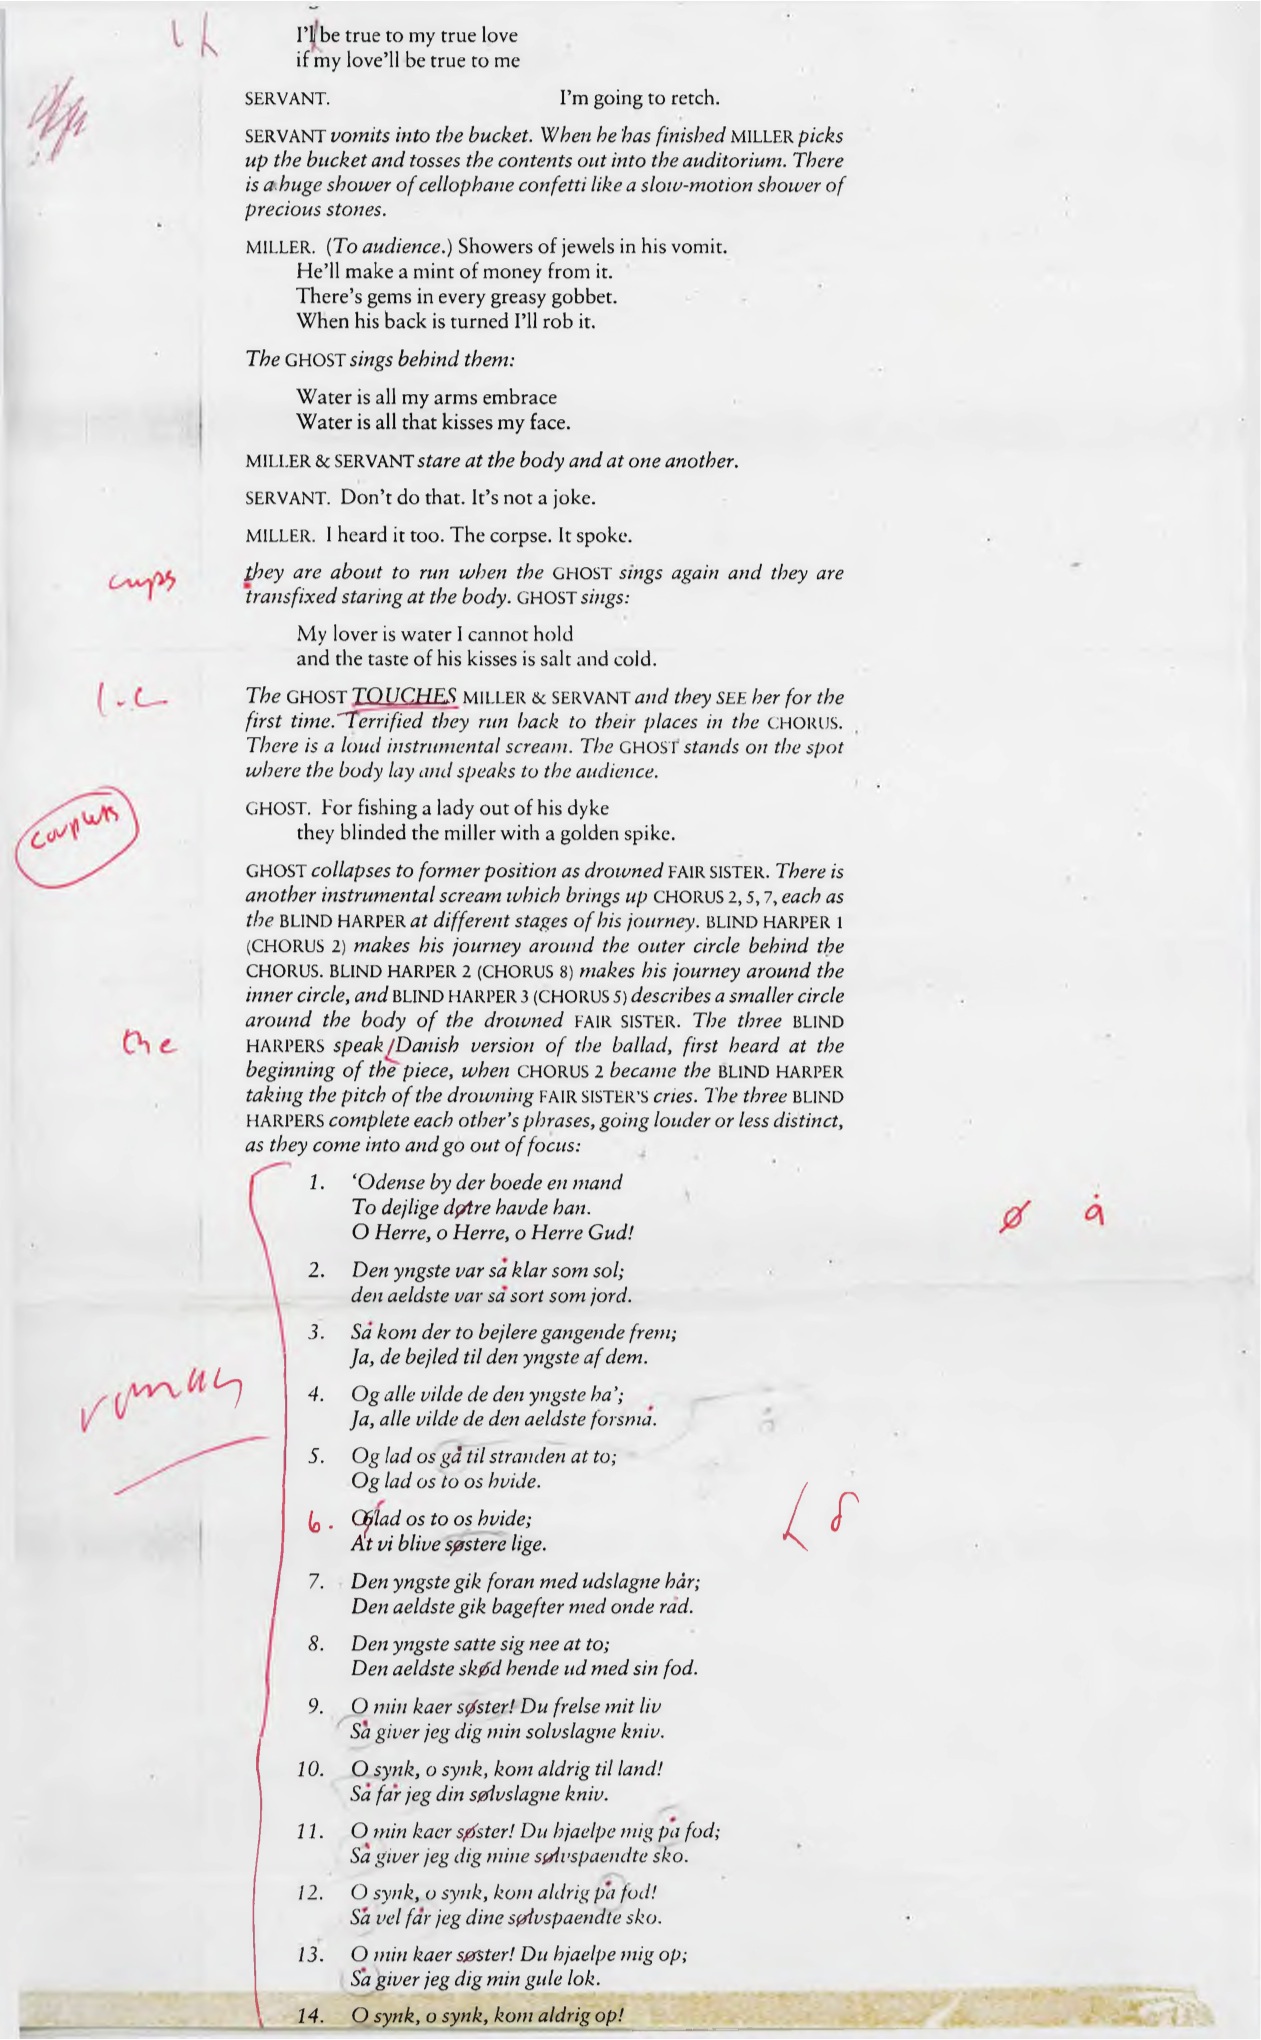 I'll be true to my true love
if my love'll be true to me
SERVANT. I'm going to retch.
SERVANT vomits into the bucket. When he has finished MILLER picks
up the bucket and tosses the contents out into the auditorium. There
is a huge shower of cellophane confetti like a slow-motion shower of
precious stones.
MILLER. (To audience.) Showers of jewels in his vomit.
He'll make a mint of money from it.
There's gems in every greasy gobbet.
When his back is turned I'll rob it.
The GHOST sings behind them:
Water is all my arms embrace
Water is all that kisses my face.
MILLER & SERVANT stare at the body and at one another.
SERVANT. Don't do that. It's not a joke.
MILLER. I heard it too. The corpse. It spoke.
caps they are about to run when the GHOST sings again and they are
transfixed staring at the body. GHOST sings:
My lover is water I cannot hold
and the taste of his kisses is salt and cold.
l.c The GHOST TOUCHES MILLER & SERVANT and they SEE her for the
first time. Terrified they run back to their places in the CHORUS.
There is a loud instrumental scream. The GHOST stands on the spot
where the body lay and speaks to the audience.
GHOST. For fishing a lady out of his dyke
couplets they blinded the miller with a golden spike.
GHOST collapses to former position as drowned FAIR SISTER. There is
another instrumental scream which brings up CHORUS 2, 5, 7, each as
the BLIND HARPER at different stages of his journey. BLIND HARPER 1
(CHORUS 2) makes his journey around the outer circle behind the
CHORUS. BLIND HARPER 2 (CHORUS 8) makes his journey around the
inner circle, and BLIND HARPER 3 (CHORUS 5) describes a smaller circle
around the body of the drowned FAIR SISTER. The three BLIND
the HARPERS speak Danish version of the ballad, first heard at the
beginning of the piece, when CHORUS 2 became the BLIND HARPER
taking the pitch of the drowning FAIR SISTER'S cries. The three BLIND
HARPERS complete each other's phrases, going louder or less distinct,
as they come into and go out of focus:
1. 'Odense by der boede en mand
To dejlige døtre havde han. ø å
O Herre, o Herre, o Herre Gud!
2. Den yngste var så klar som sol;
den aeldste var så sort som jord.
3. Så kom der to bejlere gangende frem;
Ja, de bejled til den yngste af dem.
roman 4. Og alle vilde de den yngste ha';
Ja, alle vilde de den aeldste forsmå. å
5. Og lad os gå til stranden at to;
Og lad os to os hvide.
6. Og lad os to os hvide;
At vi blive søstere lige.
7. Den yngste gik foran med udslagne hår;
Den aeldste gik bagefter med onde råd.
8. Den yngste satte sig nee at to;
Den aeldste skød hende ud med sin fod.
9. O min kaer søster! Du frelse mit liv
Så giver jeg dig min solvslagne kniv.
10. O synk, o synk, kom aldrig til land!
Så får jeg din sølvslagne kniv.
11. O min kaer søster! Du hjaelpe mig på fod;
Så giver jeg dig mine sølvspaendte sko.
12. O synk, o synk, kom aldrig på fod!
Så vel får jeg dine sølvspaendte sko.
13. O min kaer søster! Du hjaelpe mig op;
Så giver jeg dig min gule lok.
14. O synk, o synk, kom aldrig op!